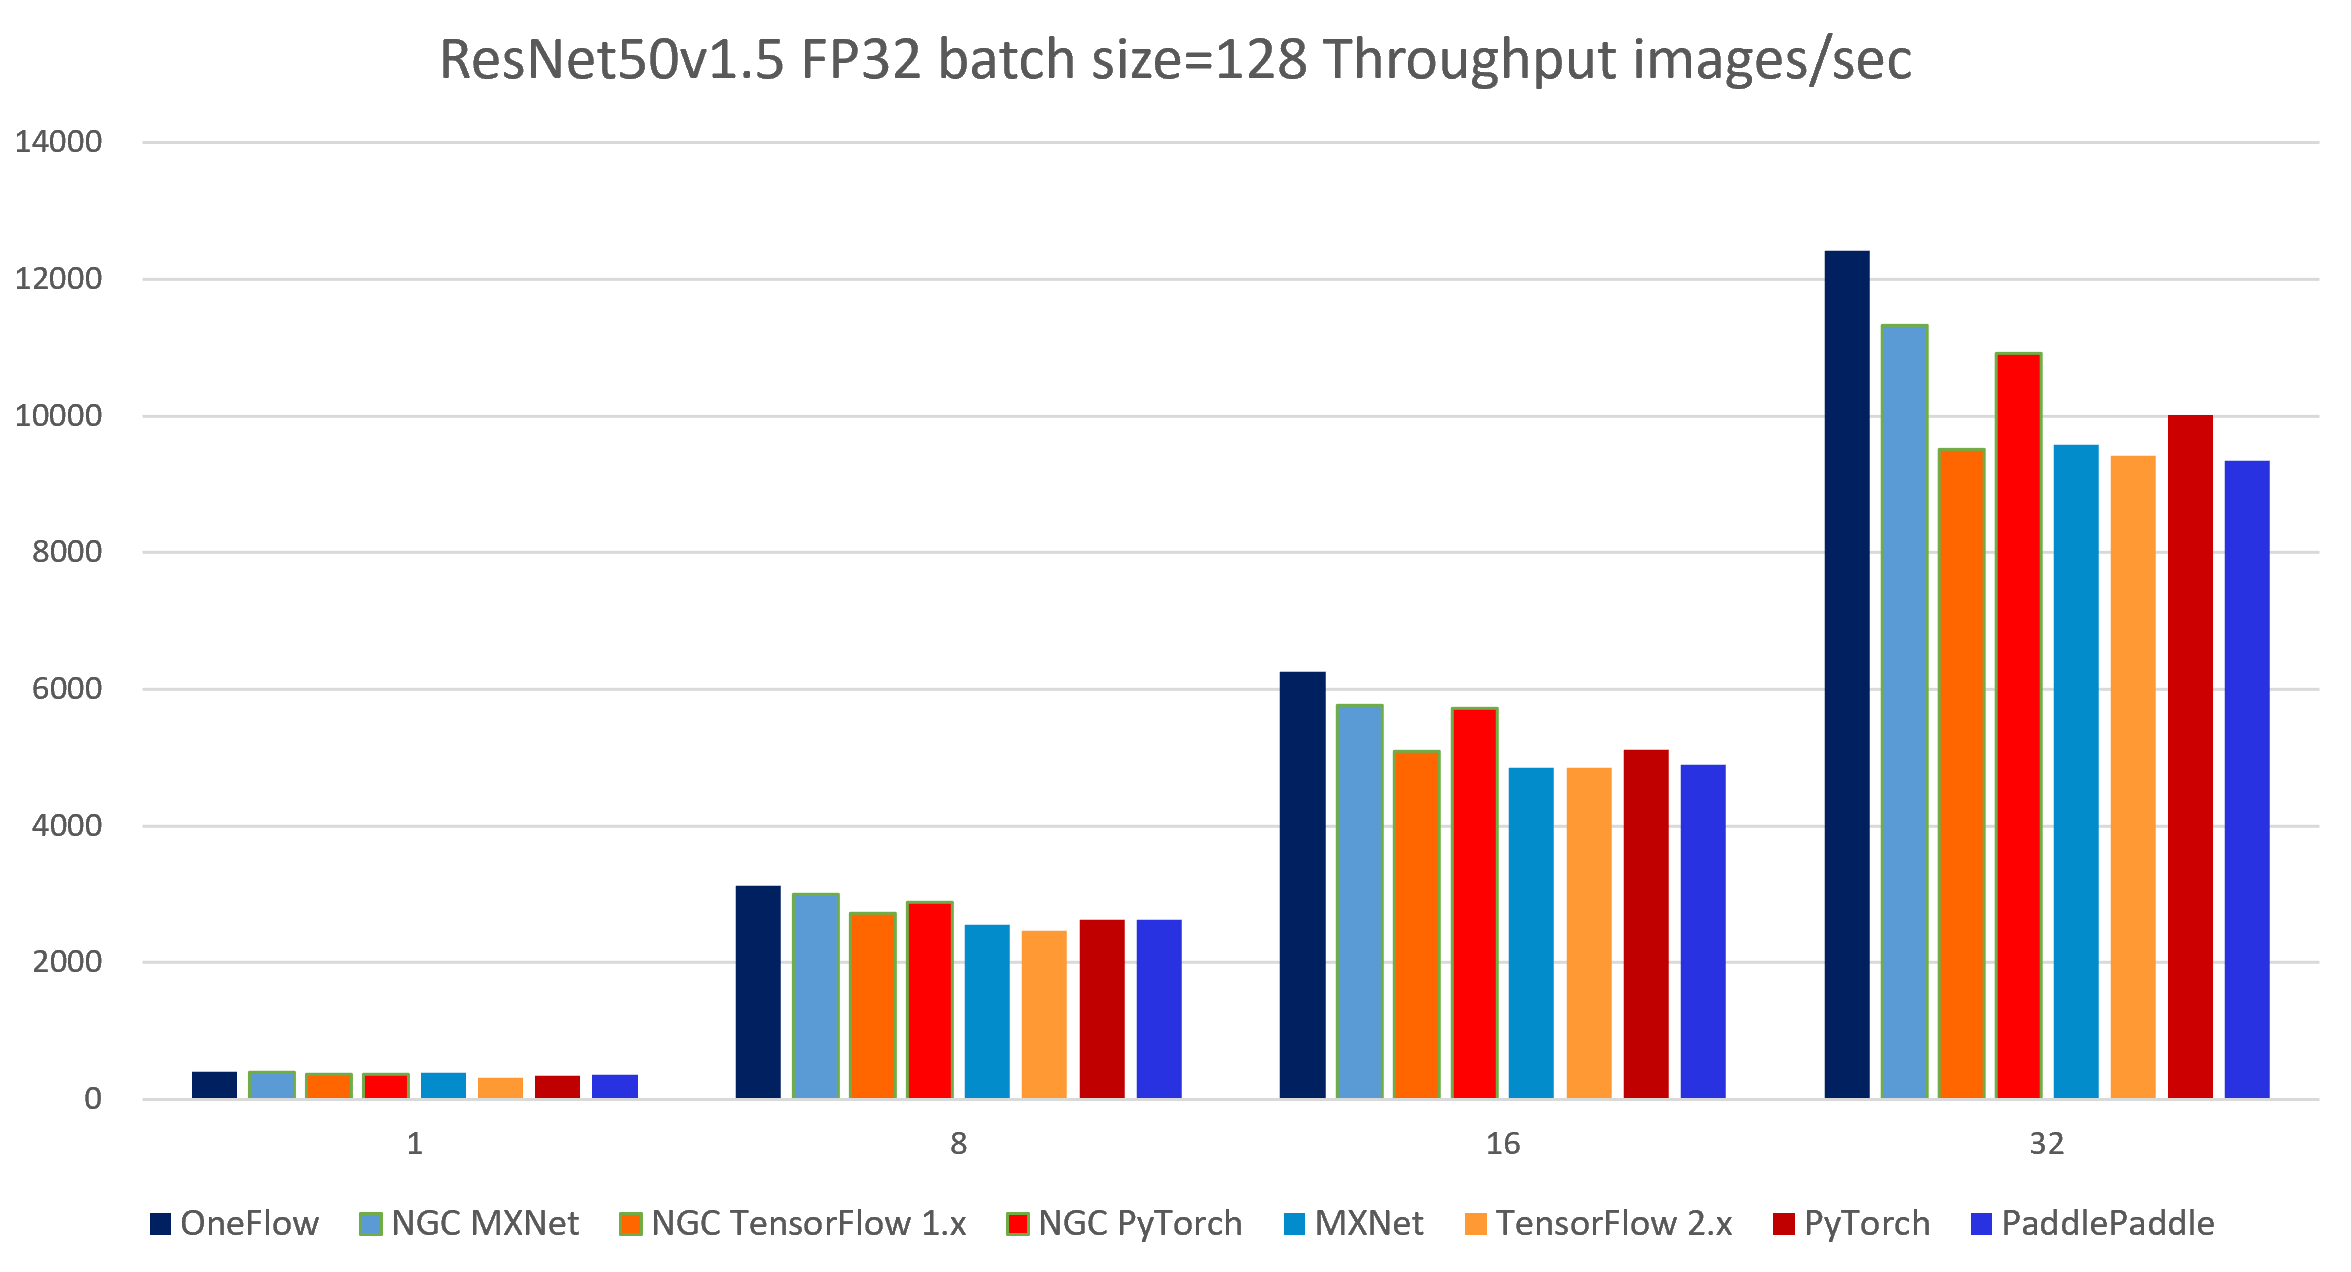 ResNet50v1.5 FP32 batch size=128 Throughput images/sec
14000
12000
10000
8000
6000
4000
2000
0
1 8 16 32
OneFlow NGC MXNet NGC TensorFlow 1.x NGC PyTorch MXNet TensorFlow 2.x PyTorch PaddlePaddle